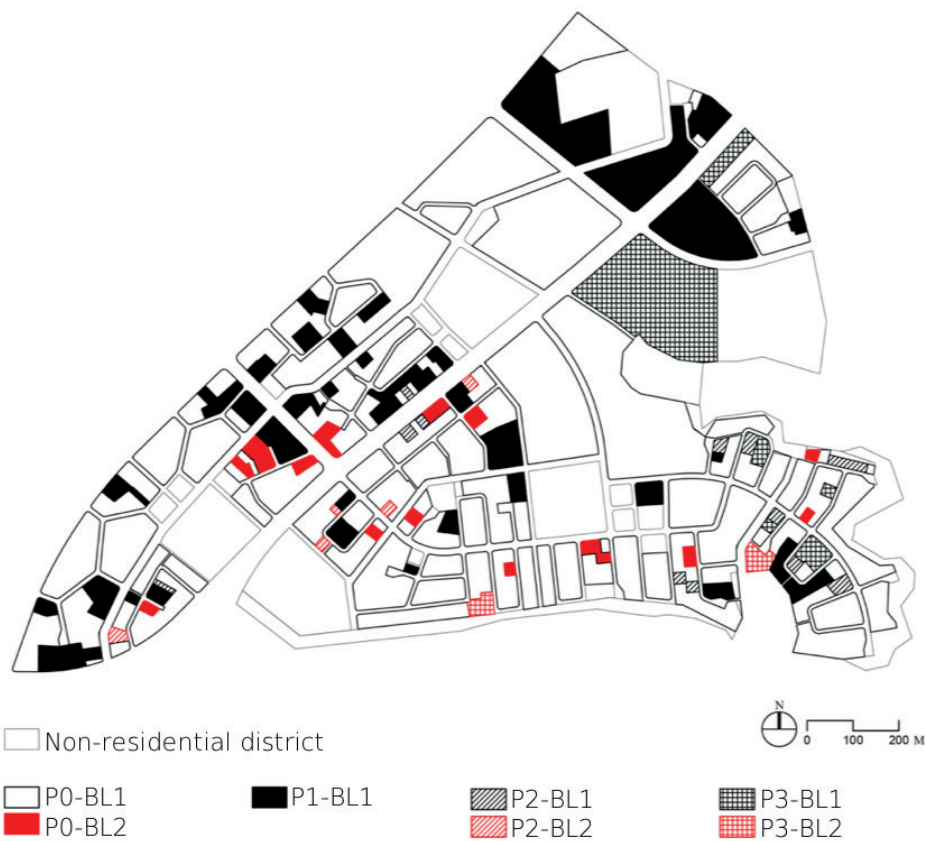 N
0 100 200 M
Non-residential district
P0-BL1 P1-BL1 P2-BL1 P3-BL1
P0-BL2 P2-BL2 P3-BL2